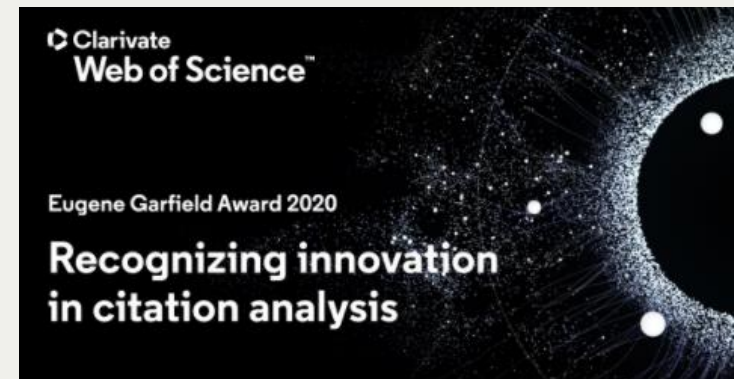 Clarivate
Web of Science™
Eugene Garfield Award 2020
Recognizing innovation
in citation analysis